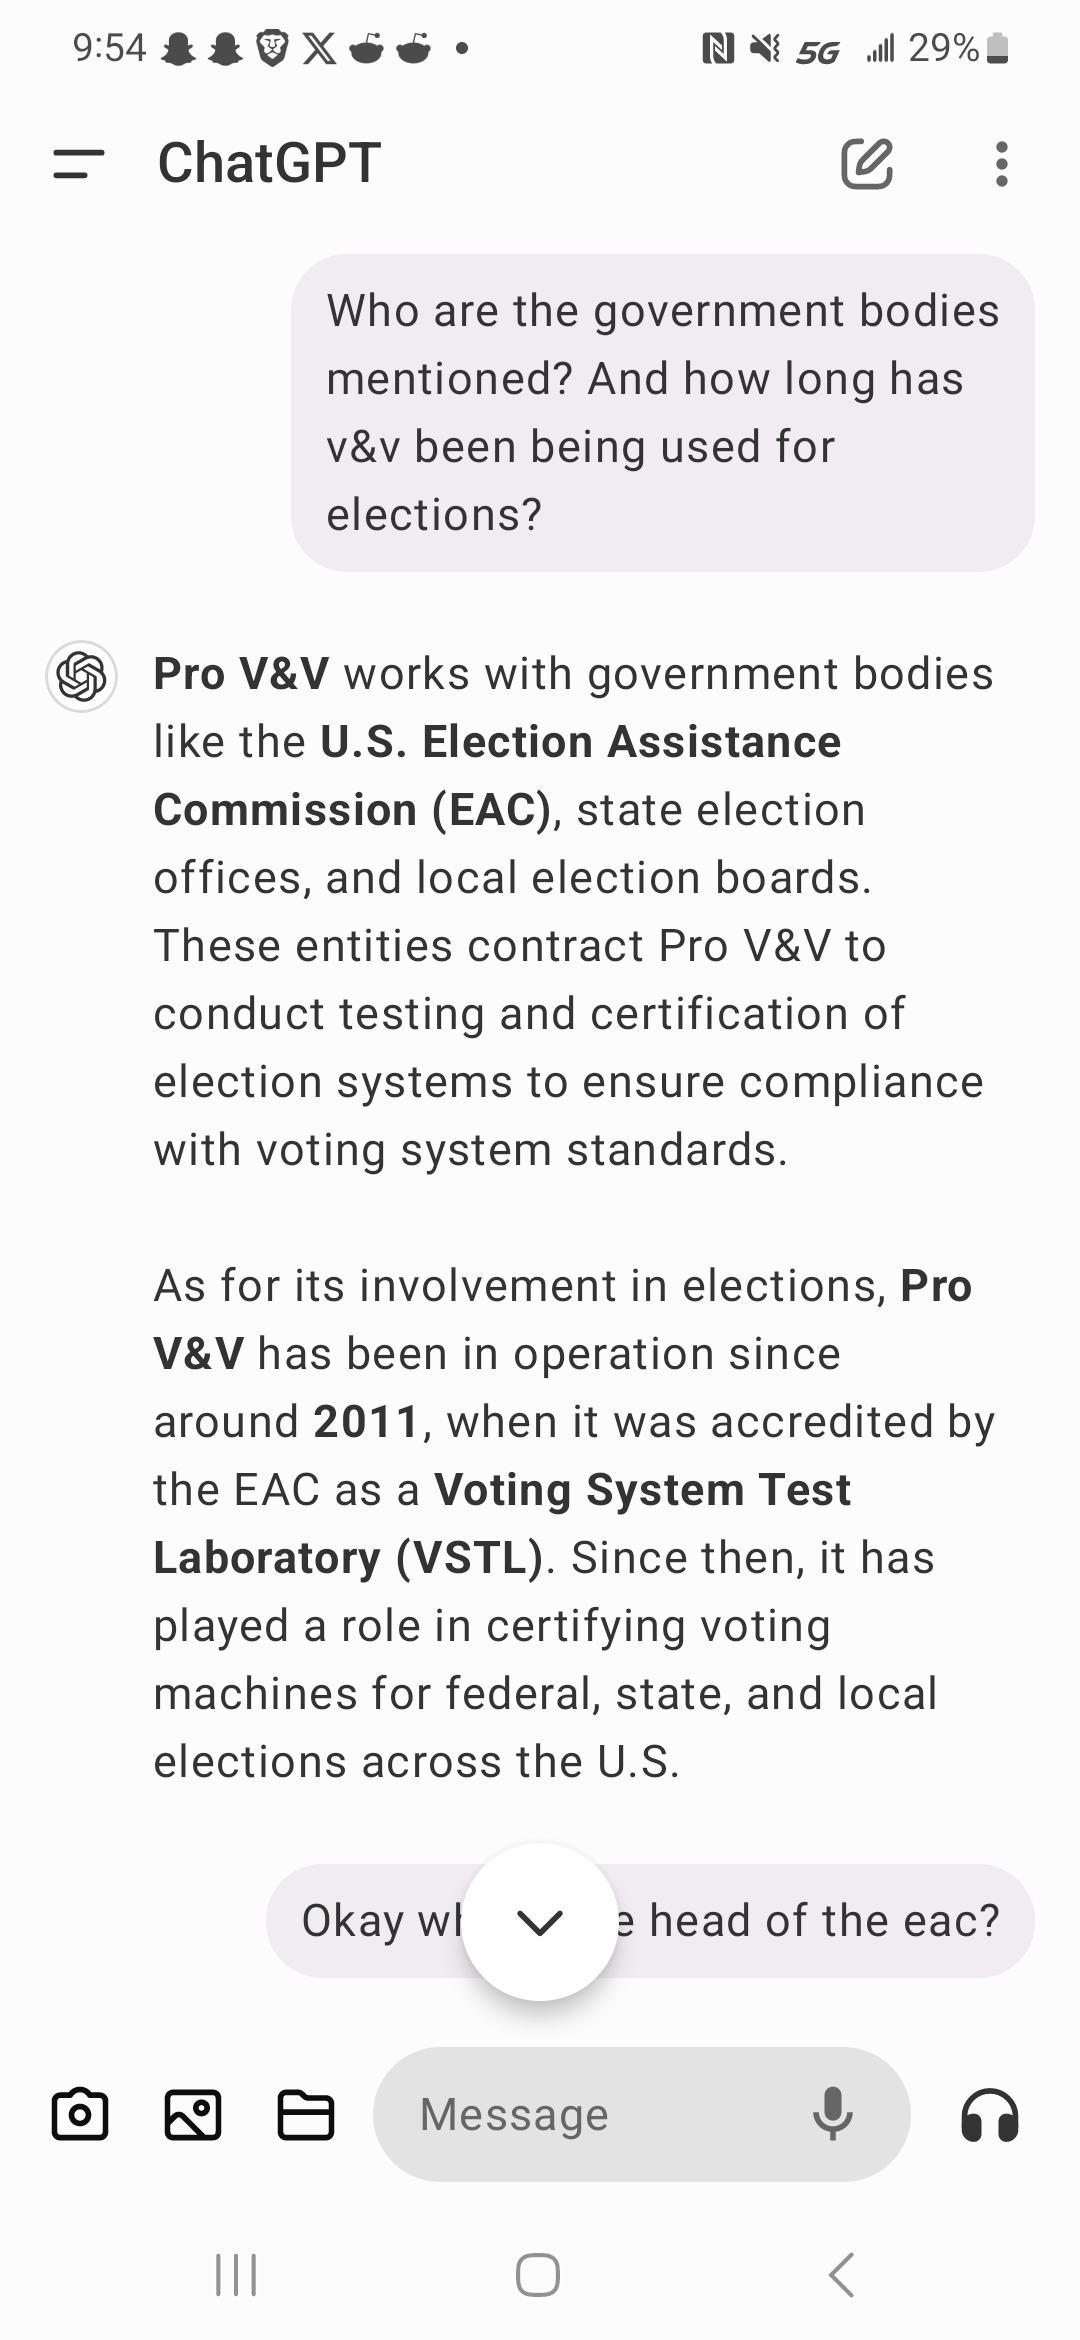 9:54 5G 29%
ChatGPT
Who are the government bodies
mentioned? And how long has
v&v been being used for
elections?
Pro V&V works with government bodies
like the U.S. Election Assistance
Commission (EAC), state election
offices, and local election boards.
These entities contract Pro V&V to
conduct testing and certification of
election systems to ensure compliance
with voting system standards.
As for its involvement in elections, Pro
V&V has been in operation since
around 2011, when it was accredited by
the EAC as a Voting System Test
Laboratory (VSTL). Since then, it has
played a role in certifying voting
machines for federal, state, and local
elections across the U.S.
Okay head of the eac?
Message